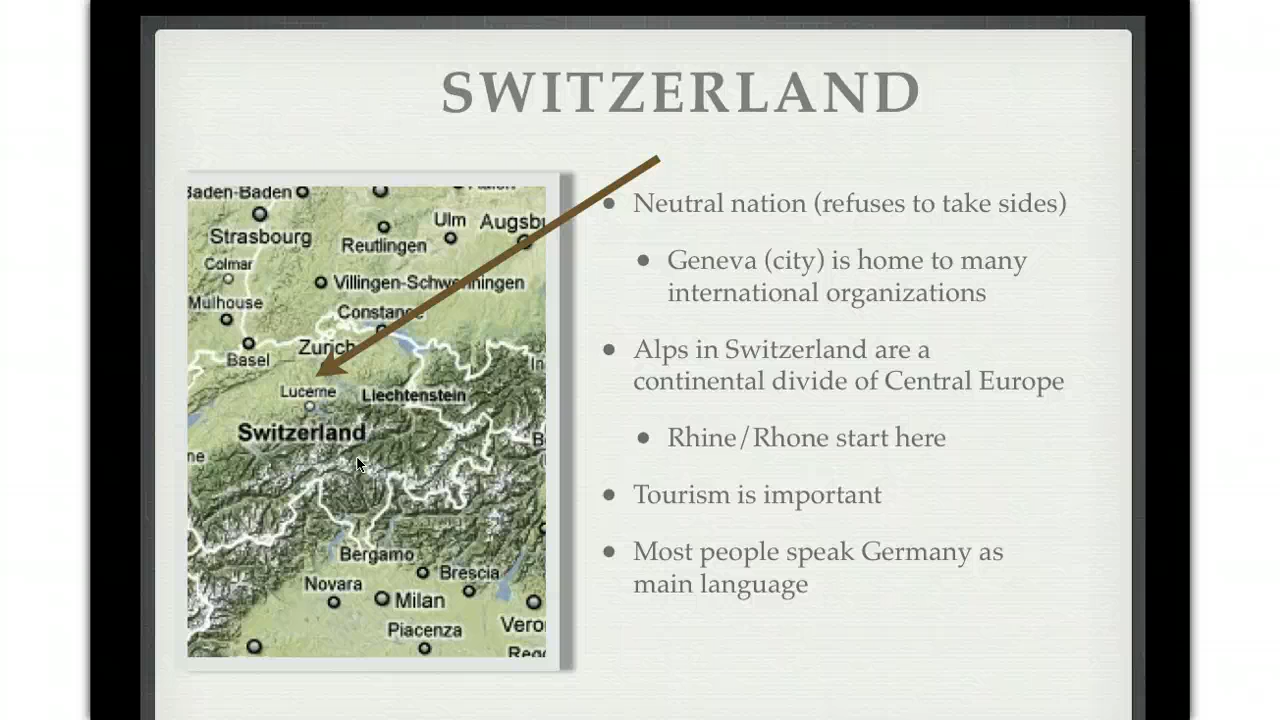 SWITZERLAND
Baden-Baden
Strasbourg
Ulm
Reutlingen
Colmar
Villingen-Schwenningen
Mulhouse
Constance
Basel
Zurich
Lucerne
Liechtenstein
Switzerland
Bergamo
Brescia
Novara
Milan
Piacenza
• Neutral nation (refuses to take sides)
• Geneva (city) is home to many
international organizations
• Alps in Switzerland are a
continental divide of Central Europe
• Rhine/Rhone start here
• Tourism is important
• Most people speak Germany as
main language